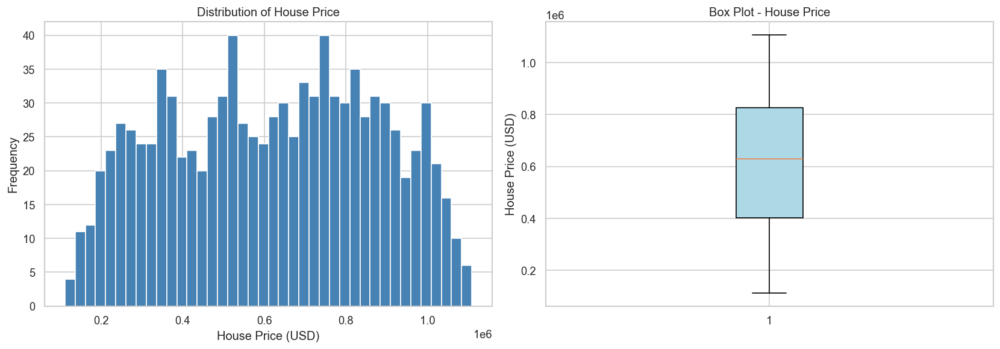 Distribution of House Price
40
35
30
25
20
15
10
5
0
Frequency
0.2 0.4 0.6 0.8 1.0
House Price (USD)
1e6
Box Plot - House Price
1e6
1.0
0.8
0.6
0.4
0.2
House Price (USD)
1